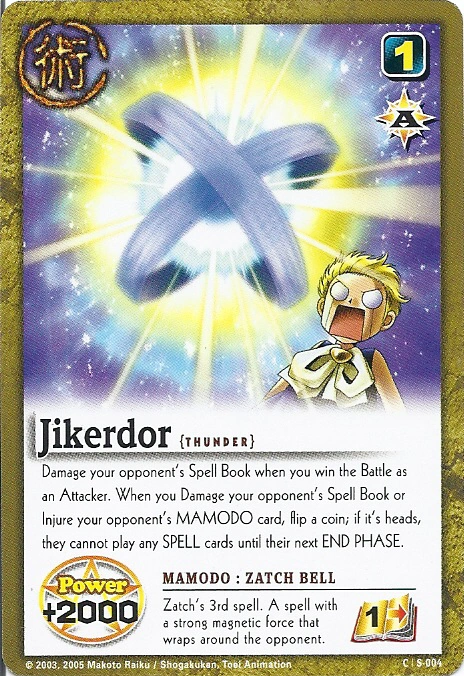 術
1
A
Jikerdor {THUNDER}
Damage your opponent's Spell Book when you win the Battle as
an Attacker. When you Damage your opponent's Spell Book or
Injure your opponent's MAMODO card, flip a coin; if it's heads,
they cannot play any SPELL cards until their next END PHASE.
Power
+2000
MAMODO : ZATCH BELL
Zatch's 3rd spell. A spell with
a strong magnetic force that
wraps around the opponent.
1
© 2003, 2005 Makoto Raiku / Shogakukan, Toei Animation
C | S-004